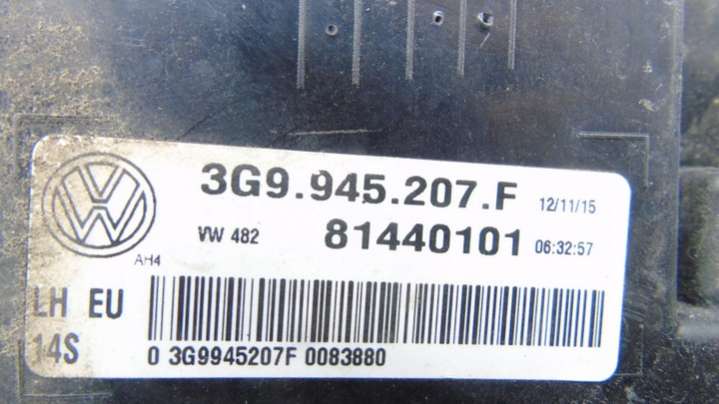 3G9.945.207.F 12/11/15
VW 482 81440101 06:32:57
AH4
LH EU
14S 0 3G9945207F 0083880